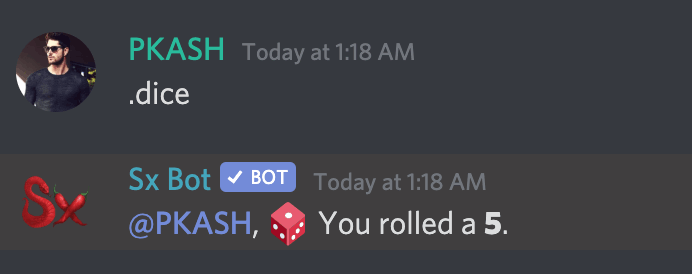 PKASH Today at 1:18 AM
.dice
Sx Bot ✓ BOT Today at 1:18 AM
Sx @PKASH, 🎲 You rolled a 5.